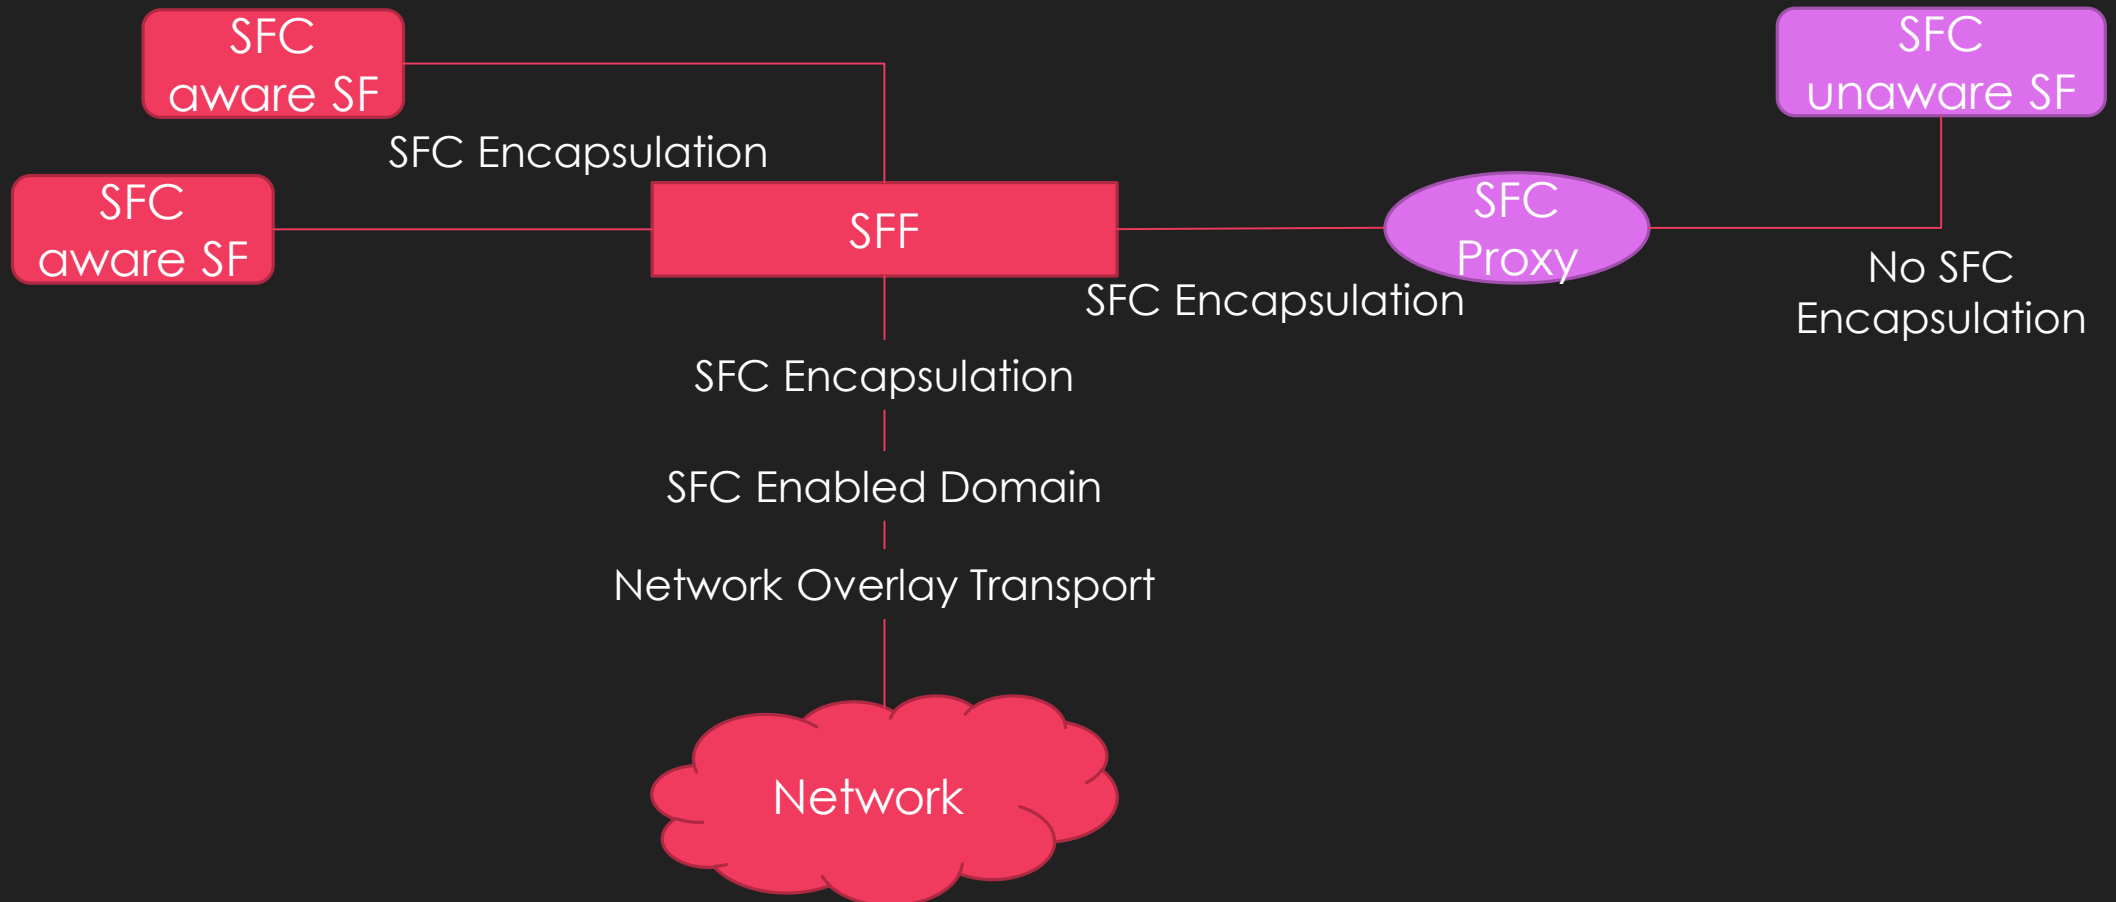 SFC
aware SF
SFC
unaware SF
SFC Encapsulation
SFC
aware SF
SFF
SFC
Proxy
No SFC
Encapsulation
SFC Encapsulation
SFC Encapsulation
SFC Enabled Domain
Network Overlay Transport
Network